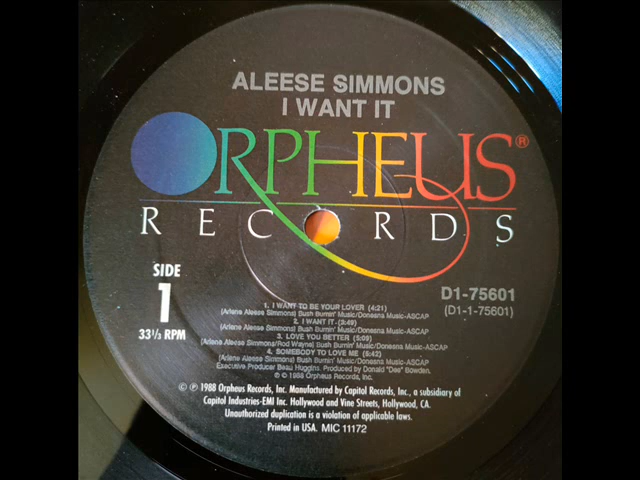 ALEESE SIMMONS
I WANT IT
ORPHEUS®
RECORDS
SIDE
1
33⅓ RPM
D1-75601
(D1-1-75601)
1. I WANT TO BE YOUR LOVER (4:21)
(Arlene Aleese Simmons) Bush Burnin' Music/Donesna Music-ASCAP
2. I WANT IT (3:49)
(Arlene Aleese Simmons) Bush Burnin' Music/Donesna Music-ASCAP
3. LOVE YOU BETTER (5:09)
(Arlene Aleese Simmons/Rod Wayne) Bush Burnin' Music/Donesna Music-ASCAP
4. SOMEBODY TO LOVE ME (5:42)
(Arlene Aleese Simmons) Bush Burnin' Music/Donesna Music-ASCAP
Executive Producer Beau Huggins. Produced by Donald "Dee" Bowden.
℗ © 1988 Orpheus Records, Inc.
© ℗ 1988 Orpheus Records, Inc. Manufactured by Capitol Records, Inc., a subsidiary of
Capitol Industries-EMI Inc. Hollywood and Vine Streets, Hollywood, CA.
Unauthorized duplication is a violation of applicable laws.
Printed in USA. MIC 11172